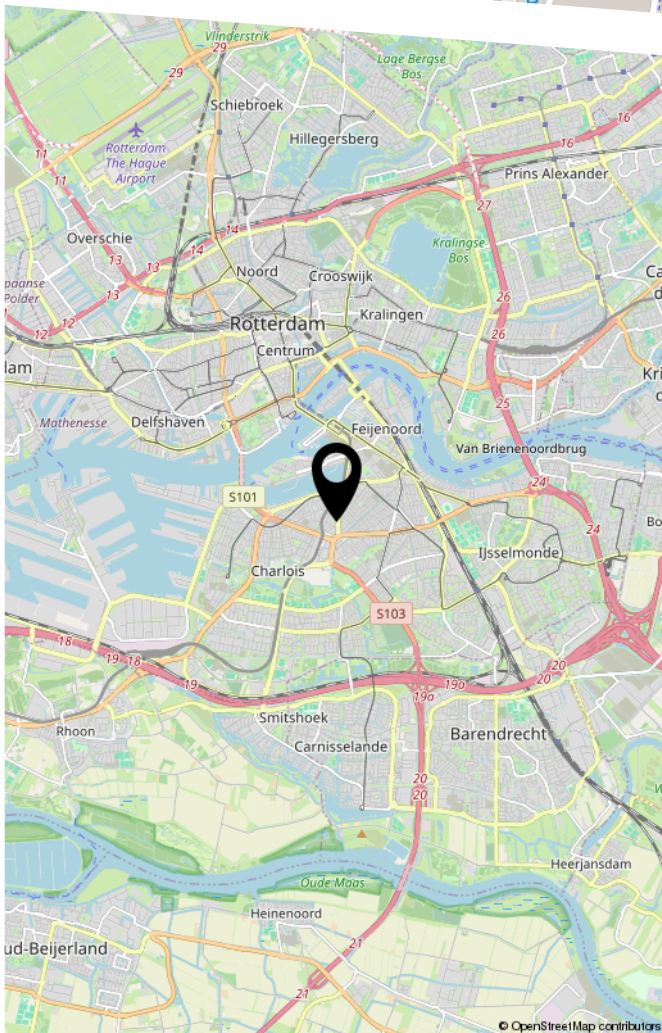 Vlinderstrik
29
Lage Bergse
Bos
29
Schiebroek
16
Hillegersberg
16
Rotterdam
The Hague
Airport
11
11
Prins Alexander
27
14
Overschie
14
Kralingse
Bos
13
13
Noord
Crooswijk
13
26
12
12
Kralingen
Rotterdam
26
Centrum
25
Mathenesse
Delfshaven
Feijenoord
Van Brienenoordbrug
24
S101
24
IJsselmonde
Charlois
S103
18
19
18
19
19a
19a
20
20
Smitshoek
Rhoon
Carnisselande
Barendrecht
20
20
Heerjansdam
Oude Maas
Heinenoord
ud-Beijerland
21
21
© OpenStreetMap contributors